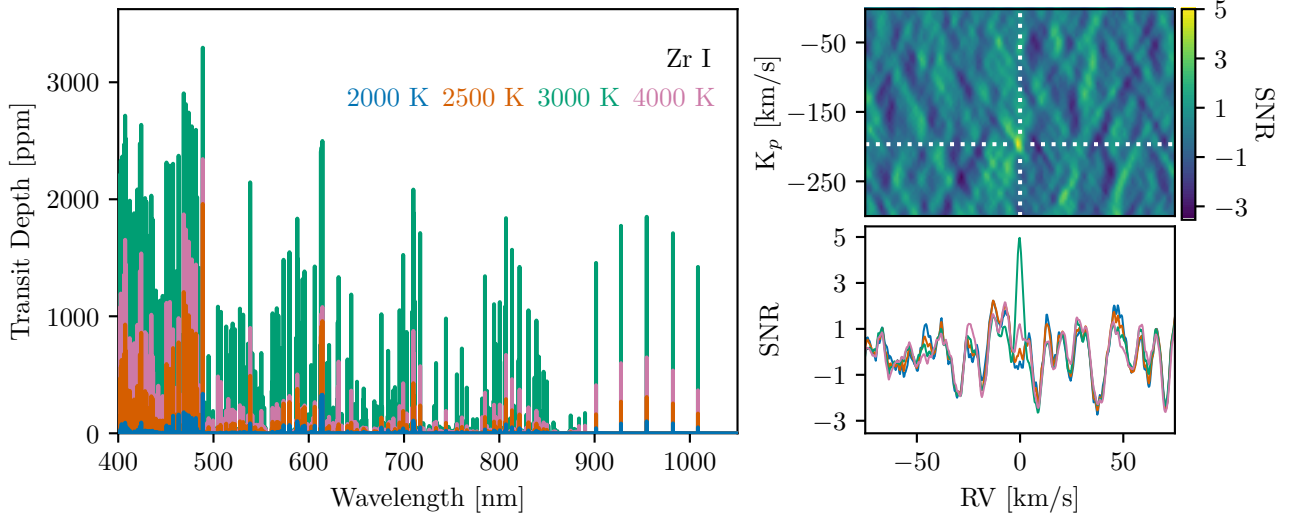 Zr I
2000 K 2500 K 3000 K 4000 K
Transit Depth [ppm]
3000
2000
1000
0
400 500 600 700 800 900 1000
Wavelength [nm]
K_p [km/s]
−50
−150
−250
5
3
1
−1
−3
SNR
SNR
5
3
1
−1
−3
−50 0 50
RV [km/s]